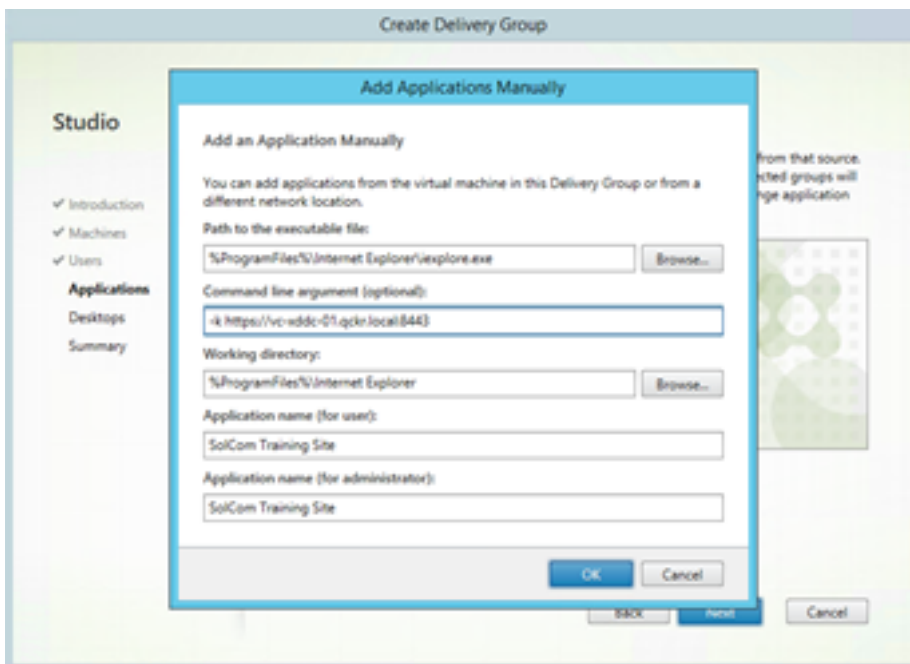 Create Delivery Group
Add Applications Manually
Studio
✓ Introduction
✓ Machines
✓ Users
Applications
Desktops
Summary
Add an Application Manually
You can add applications from the virtual machine in this Delivery Group or from a
different network location.
Path to the executable file:
%ProgramFiles%\Internet Explorer\iexplore.exe
Browse...
Command line argument (optional):
-k https://vc-xddc-01.qckr.local:8443
Working directory:
%ProgramFiles%\Internet Explorer
Browse...
Application name (for user):
SolCom Training Site
Application name (for administrator):
SolCom Training Site
OK
Cancel
from that source.
cted groups will
nge application
Back
Next
Cancel